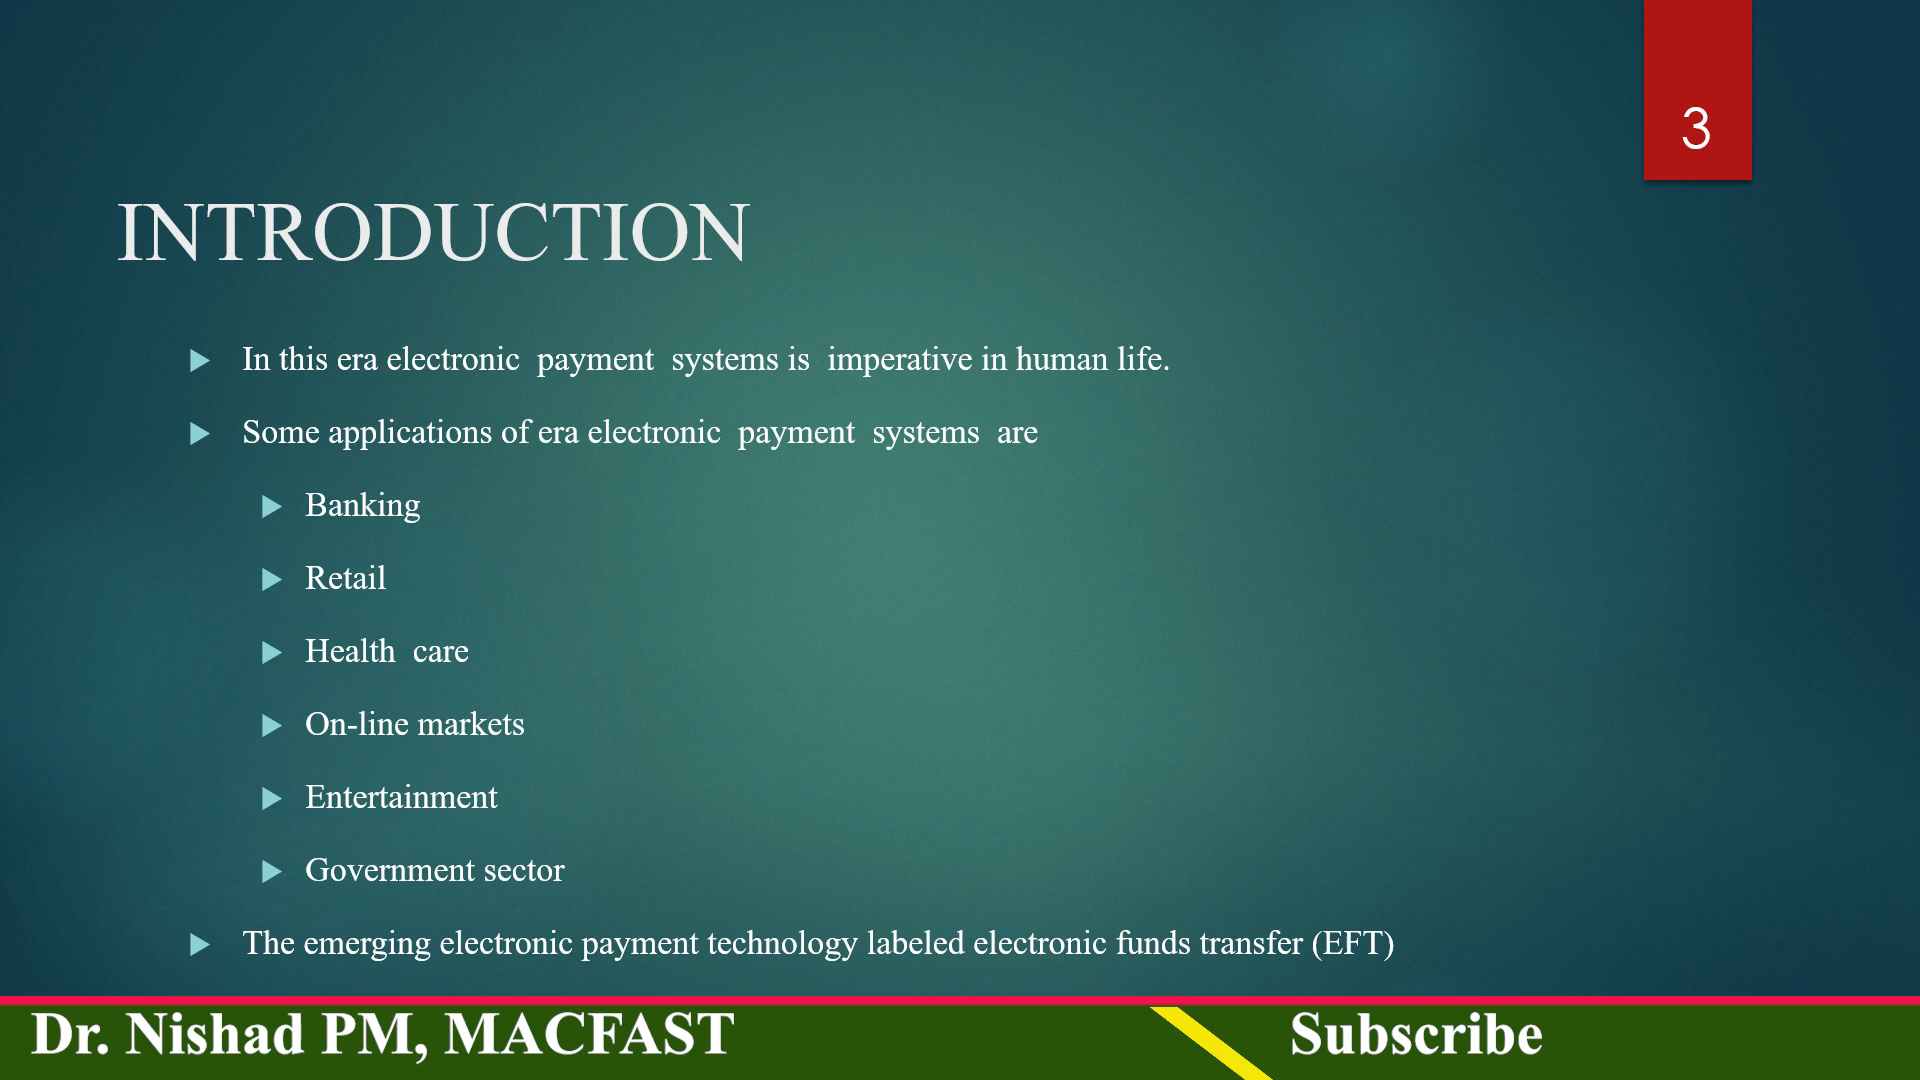 3
INTRODUCTION
In this era electronic  payment  systems is  imperative in human life.
Some applications of era electronic  payment  systems  are
Banking
Retail
Health  care
On-line markets
Entertainment
Government sector
The emerging electronic payment technology labeled electronic funds transfer (EFT)
Dr. Nishad PM, MACFAST
Subscribe